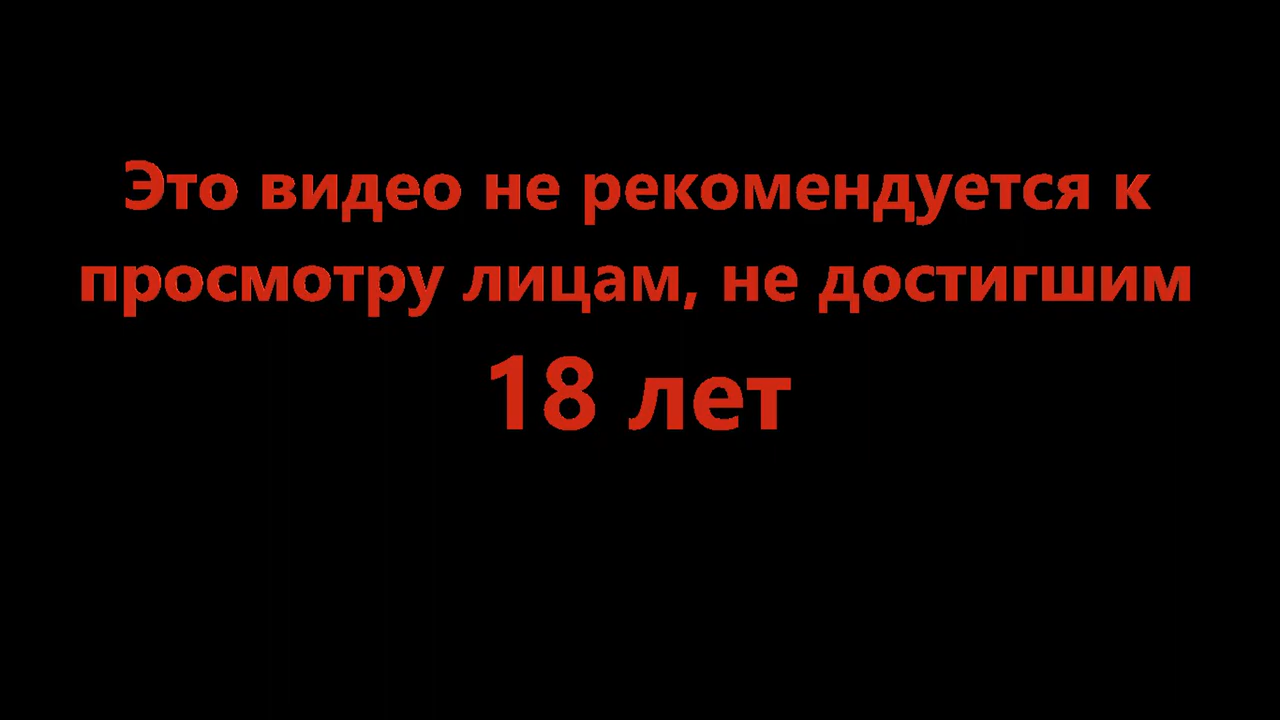 Это видео не рекомендуется к
просмотру лицам, не достигшим
18 лет